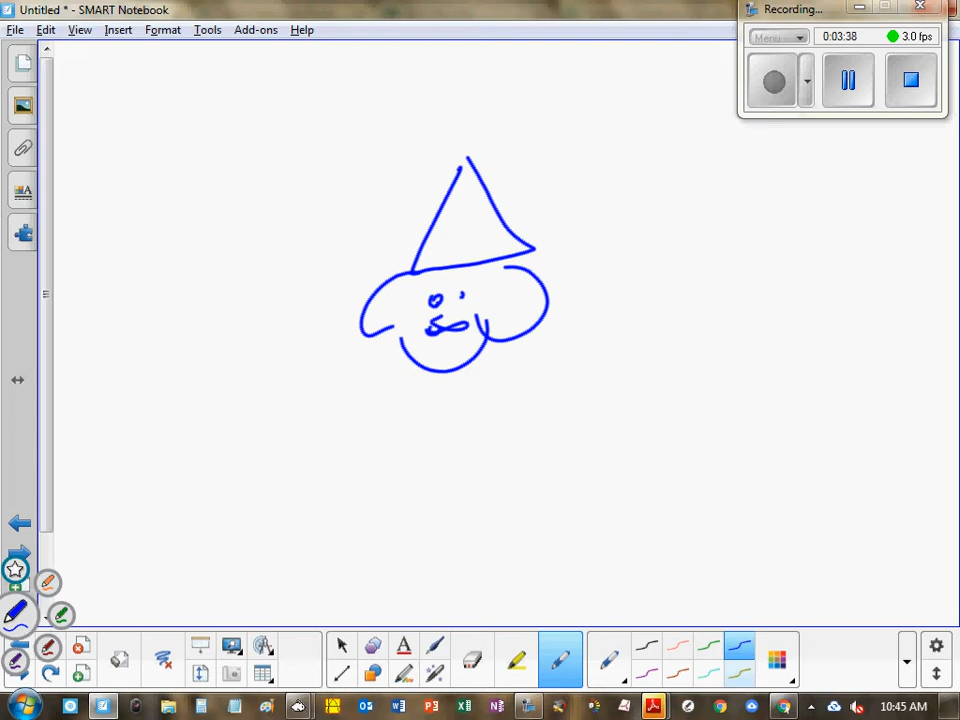 Untitled * - SMART Notebook
File Edit View Insert Format Tools Add-ons Help
Recording...
Menu 0:03:38 3.0 fps
10:45 AM